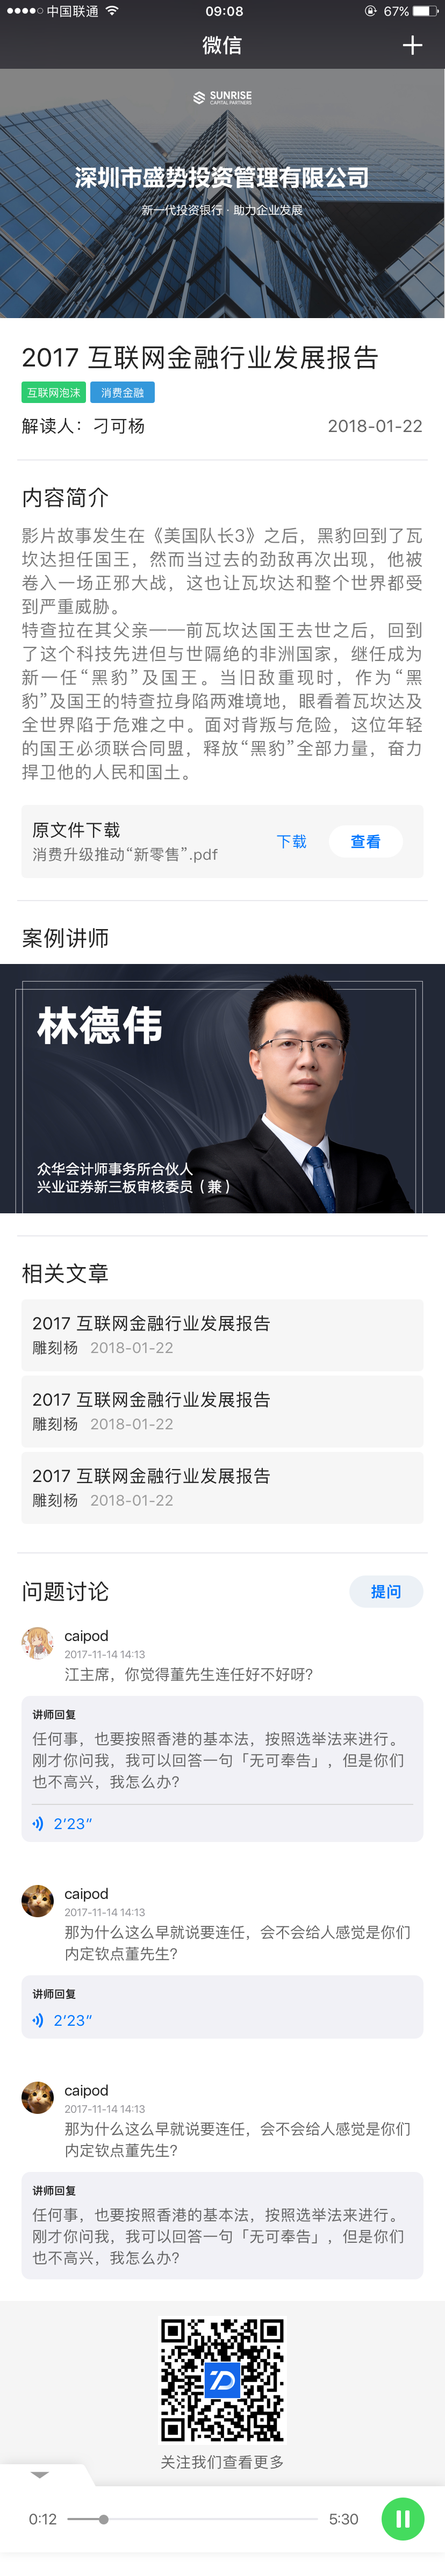 中国联通
09:08
67%
微信
SUNRISE
CAPITAL PARTNERS
深圳市盛势投资管理有限公司
新一代投资银行 · 助力企业发展
2017 互联网金融行业发展报告
互联网泡沫 消费金融
解读人：刁可杨 2018-01-22
内容简介
影片故事发生在《美国队长3》之后，黑豹回到了瓦
坎达担任国王，然而当过去的劲敌再次出现，他被
卷入一场正邪大战，这也让瓦坎达和整个世界都受
到严重威胁。
特查拉在其父亲——前瓦坎达国王去世之后，回到
了这个科技先进但与世隔绝的非洲国家，继任成为
新一任“黑豹”及国王。当旧敌重现时，作为“黑
豹”及国王的特查拉身陷两难境地，眼看着瓦坎达及
全世界陷于危难之中。面对背叛与危险，这位年轻
的国王必须联合同盟，释放“黑豹”全部力量，奋力
捍卫他的人民和国土。
原文件下载
消费升级推动“新零售”.pdf
下载 查看
案例讲师
林德伟
众华会计师事务所合伙人
兴业证券新三板审核委员（兼）
相关文章
2017 互联网金融行业发展报告
雕刻杨 2018-01-22
2017 互联网金融行业发展报告
雕刻杨 2018-01-22
2017 互联网金融行业发展报告
雕刻杨 2018-01-22
问题讨论 提问
caipod
2017-11-14 14:13
江主席，你觉得董先生连任好不好呀？
讲师回复
任何事，也要按照香港的基本法，按照选举法来进行。
刚才你问我，我可以回答一句「无可奉告」，但是你们
也不高兴，我怎么办？
2‘23“
caipod
2017-11-14 14:13
那为什么这么早就说要连任，会不会给人感觉是你们
内定钦点董先生？
讲师回复
2‘23“
caipod
2017-11-14 14:13
那为什么这么早就说要连任，会不会给人感觉是你们
内定钦点董先生？
讲师回复
任何事，也要按照香港的基本法，按照选举法来进行。
刚才你问我，我可以回答一句「无可奉告」，但是你们
也不高兴，我怎么办？
关注我们查看更多
0:12 5:30